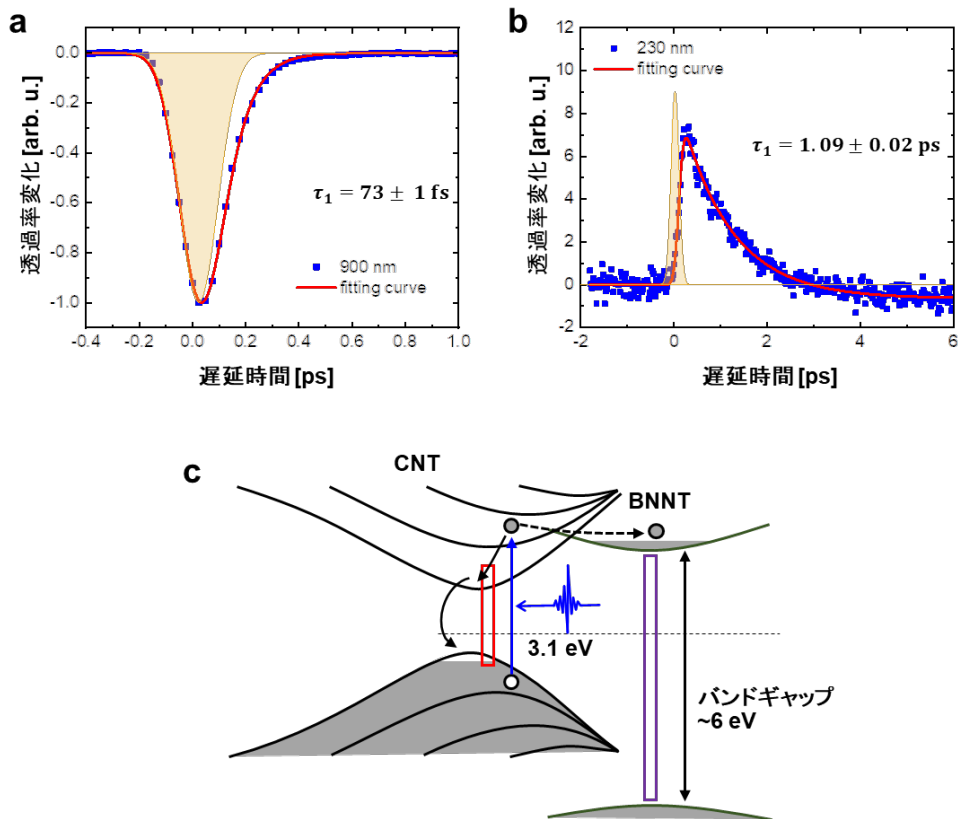 a
0.0
-0.2
-0.4
-0.6
-0.8
-1.0
透過率変化 [arb. u.]
τ₁ = 73 ± 1 fs
900 nm
fitting curve
-0.4 -0.2 0.0 0.2 0.4 0.6 0.8 1.0
遅延時間 [ps]
b
12
10
8
6
4
2
0
-2
透過率変化 [arb. u.]
230 nm
fitting curve
τ₁ = 1.09 ± 0.02 ps
-2 0 2 4 6
遅延時間 [ps]
c
CNT
BNNT
3.1 eV
バンドギャップ
~6 eV